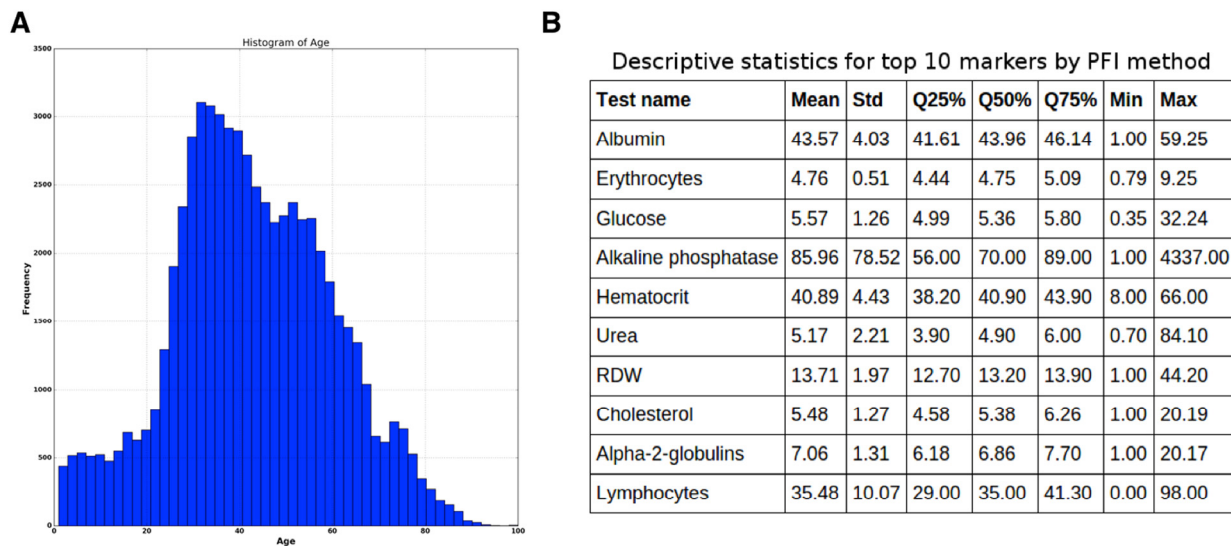 A
Histogram of Age
3500
3000
2500
2000
1500
1000
500
0
Frequency
0 20 40 60 80 100
Age
B
Descriptive statistics for top 10 markers by PFI method
Test name Mean Std Q25% Q50% Q75% Min Max
Albumin 43.57 4.03 41.61 43.96 46.14 1.00 59.25
Erythrocytes 4.76 0.51 4.44 4.75 5.09 0.79 9.25
Glucose 5.57 1.26 4.99 5.36 5.80 0.35 32.24
Alkaline phosphatase 85.96 78.52 56.00 70.00 89.00 1.00 4337.00
Hematocrit 40.89 4.43 38.20 40.90 43.90 8.00 66.00
Urea 5.17 2.21 3.90 4.90 6.00 0.70 84.10
RDW 13.71 1.97 12.70 13.20 13.90 1.00 44.20
Cholesterol 5.48 1.27 4.58 5.38 6.26 1.00 20.19
Alpha-2-globulins 7.06 1.31 6.18 6.86 7.70 1.00 20.17
Lymphocytes 35.48 10.07 29.00 35.00 41.30 0.00 98.00